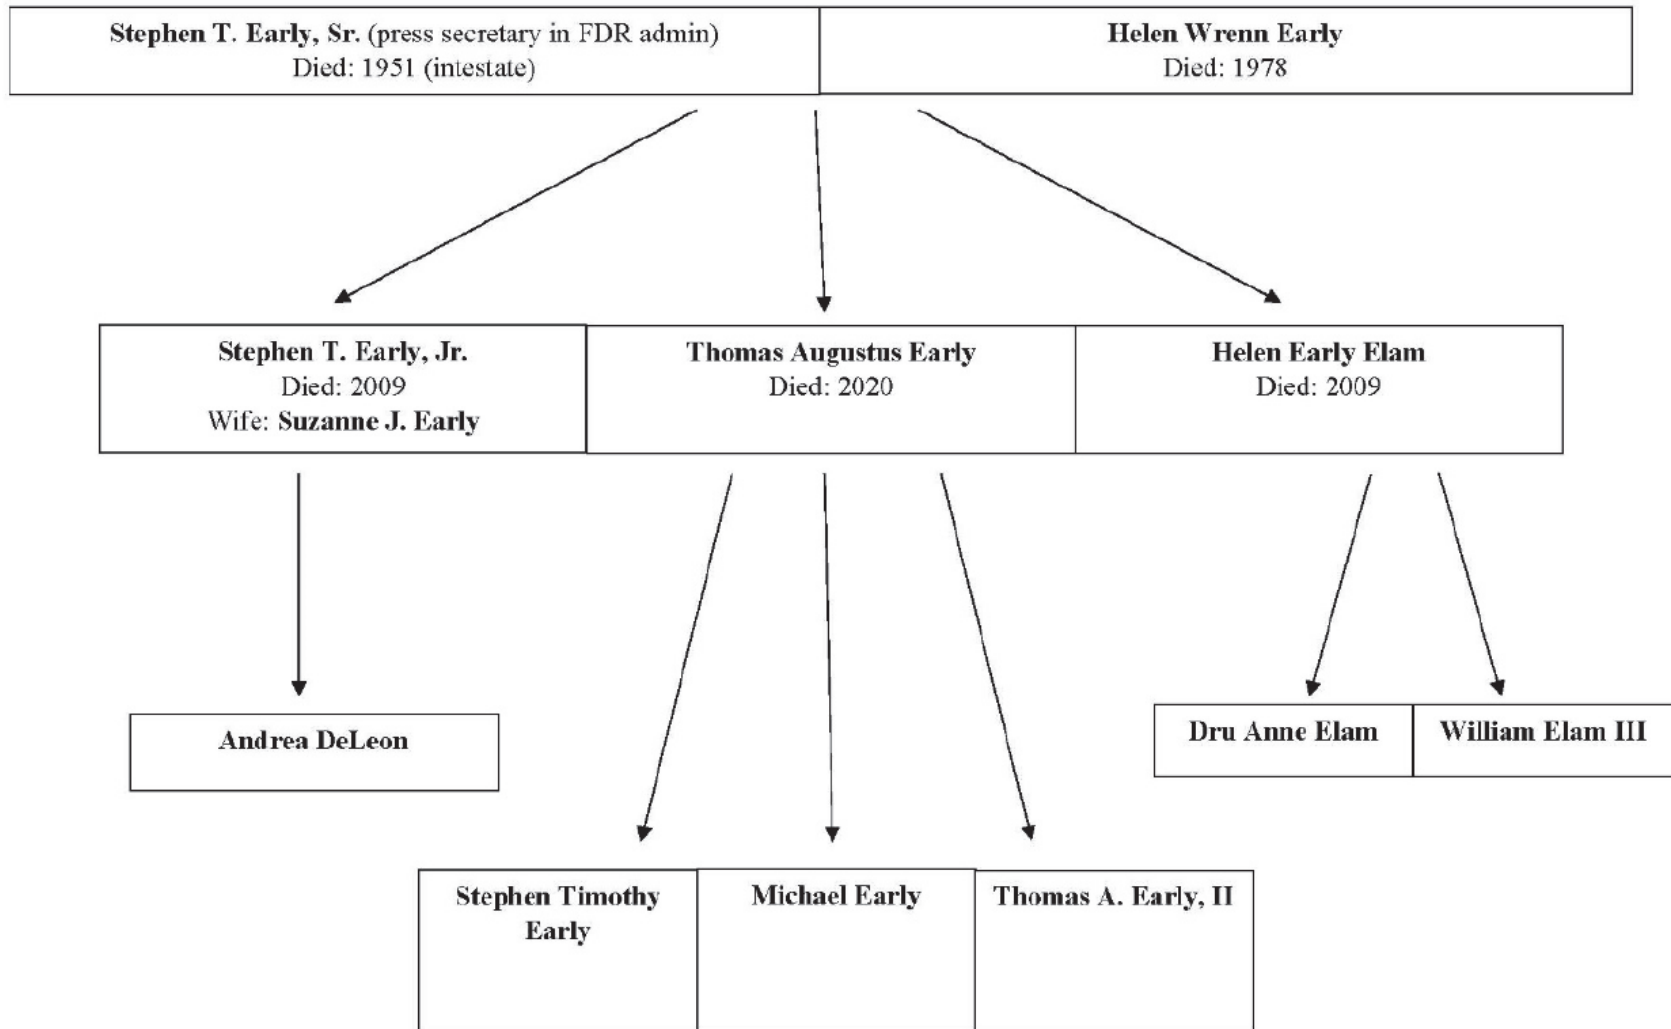 Stephen T. Early, Sr. (press secretary in FDR admin)
Died: 1951 (intestate)
Helen Wrenn Early
Died: 1978
Stephen T. Early, Jr.
Died: 2009
Wife: Suzanne J. Early
Thomas Augustus Early
Died: 2020
Helen Early Elam
Died: 2009
Andrea DeLeon
Dru Anne Elam
William Elam III
Stephen Timothy
Early
Michael Early
Thomas A. Early, II